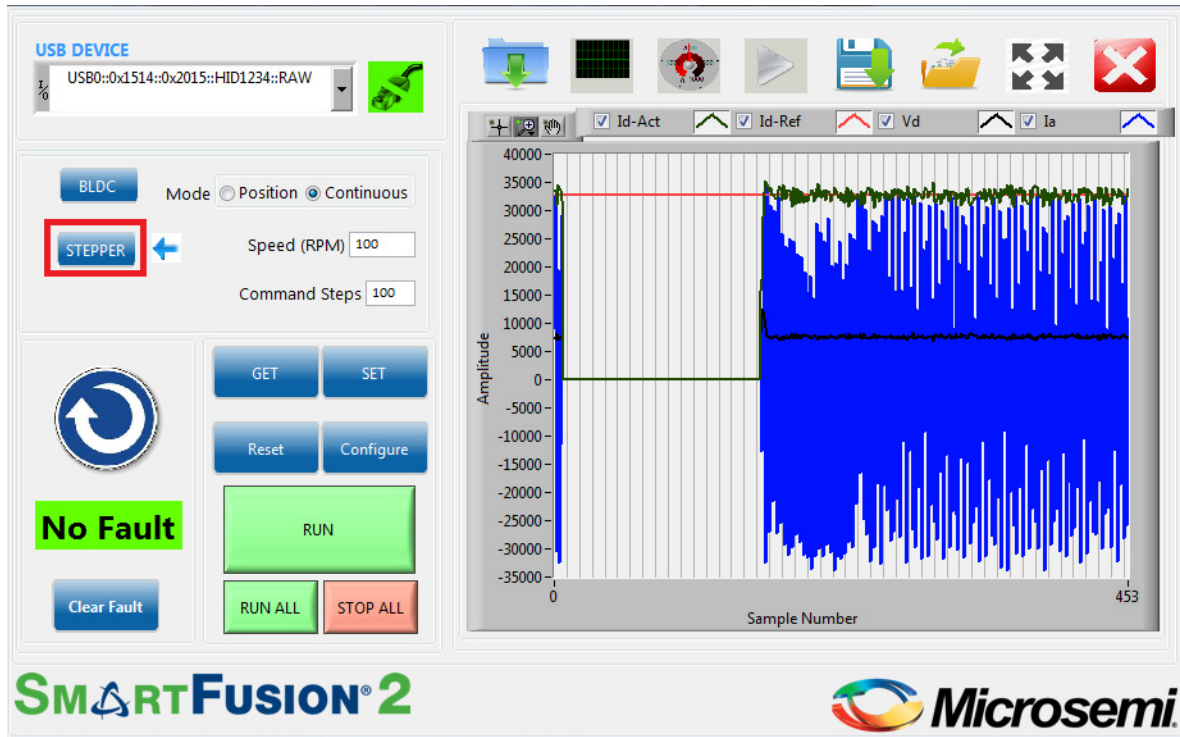 USB DEVICE
I/O USB0::0x1514::0x2015::HID1234::RAW
BLDC
Mode Position Continuous
STEPPER
Speed (RPM) 100
Command Steps 100
GET SET
Reset Configure
No Fault
RUN
Clear Fault
RUN ALL STOP ALL
Id-Act Id-Ref Vd Ia
40000
35000
30000
25000
20000
15000
10000
5000
0
-5000
-10000
-15000
-20000
-25000
-30000
-35000
Amplitude
0 453
Sample Number
SMARTFUSION® 2
Microsemi.